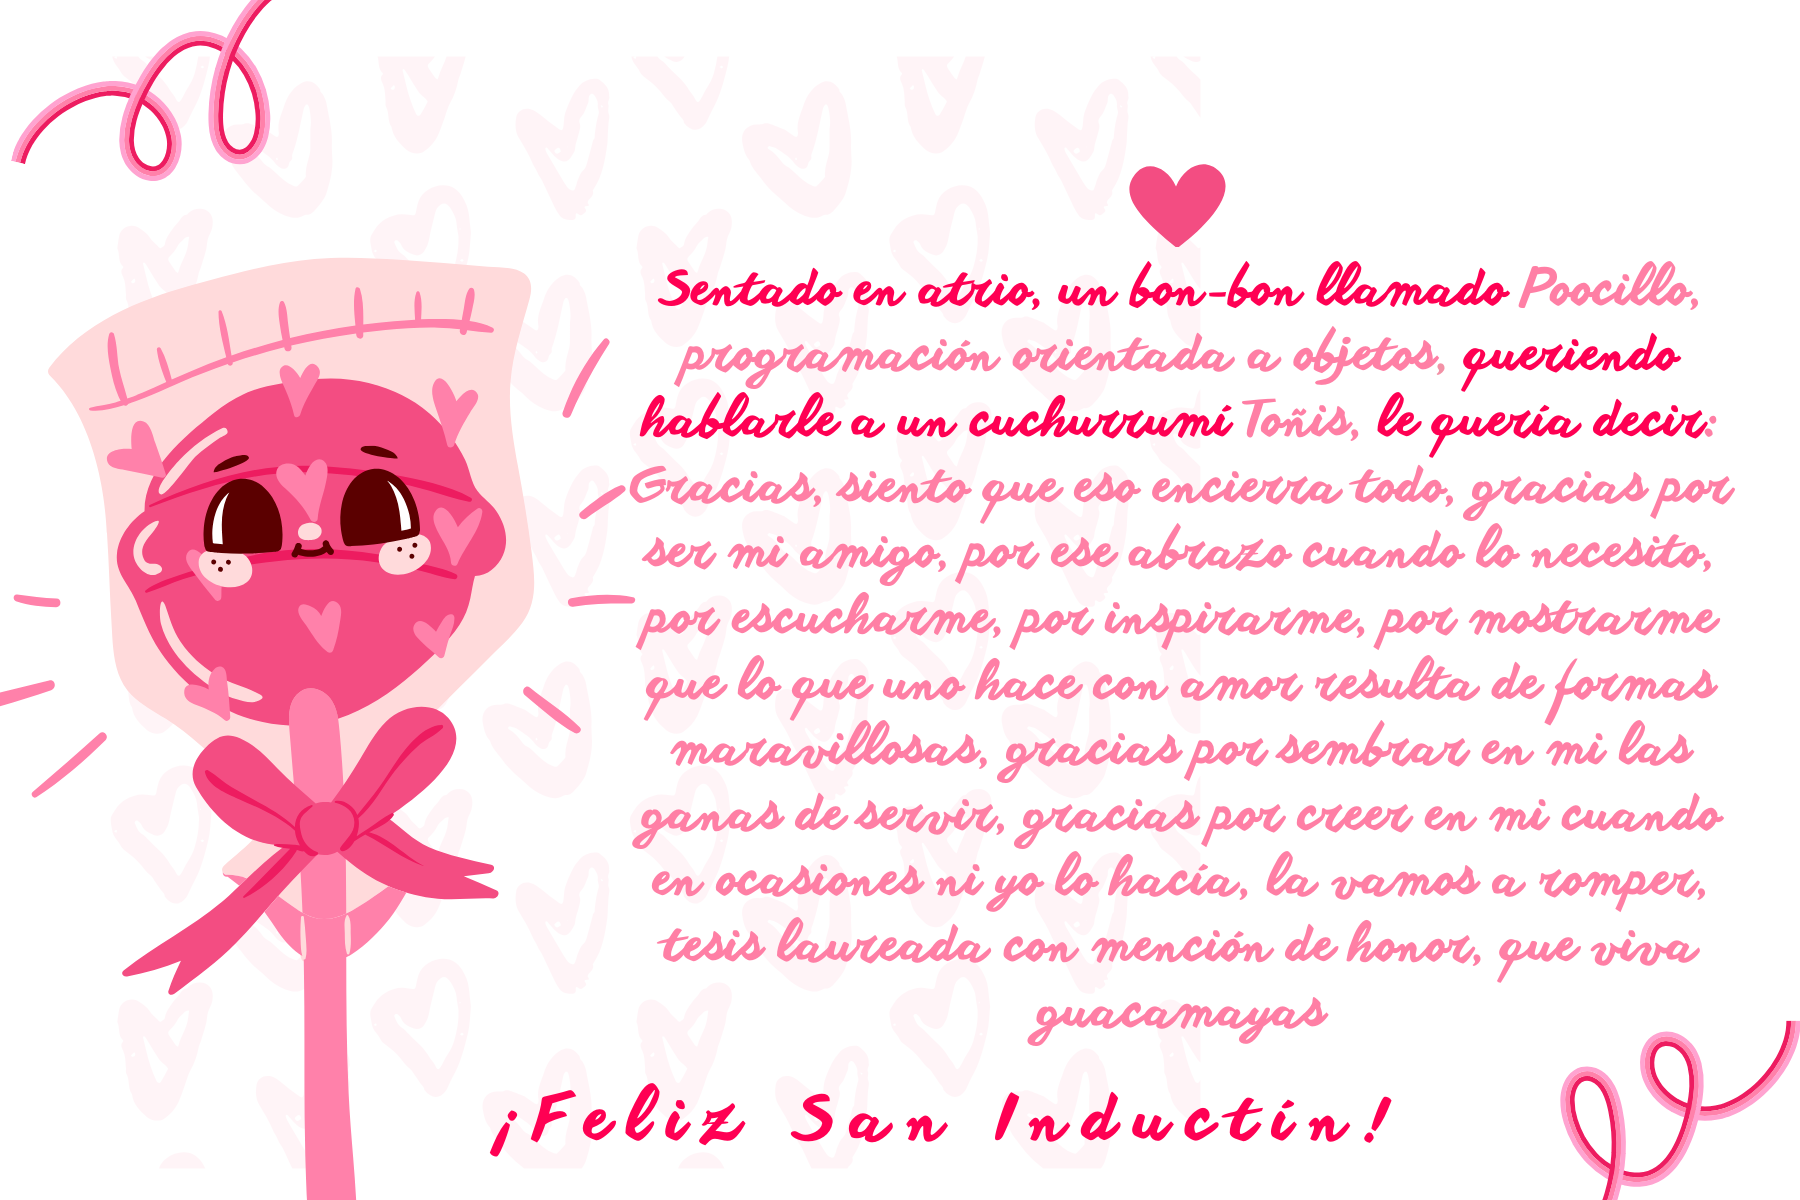 Sentado en atrio, un bon-bon llamado Poocillo,
programación orientada a objetos, queriendo
hablarle a un cuchurrumí Toñis, le quería decir:
Gracias, siento que eso encierra todo, gracias por
ser mi amigo, por ese abrazo cuando lo necesito,
por escucharme, por inspirarme, por mostrarme
que lo que uno hace con amor resulta de formas
maravillosas, gracias por sembrar en mi las
ganas de servir, gracias por creer en mi cuando
en ocasiones ni yo lo hacía, la vamos a romper,
tesis laureada con mención de honor, que viva
guacamayas
¡Feliz San Inductín!